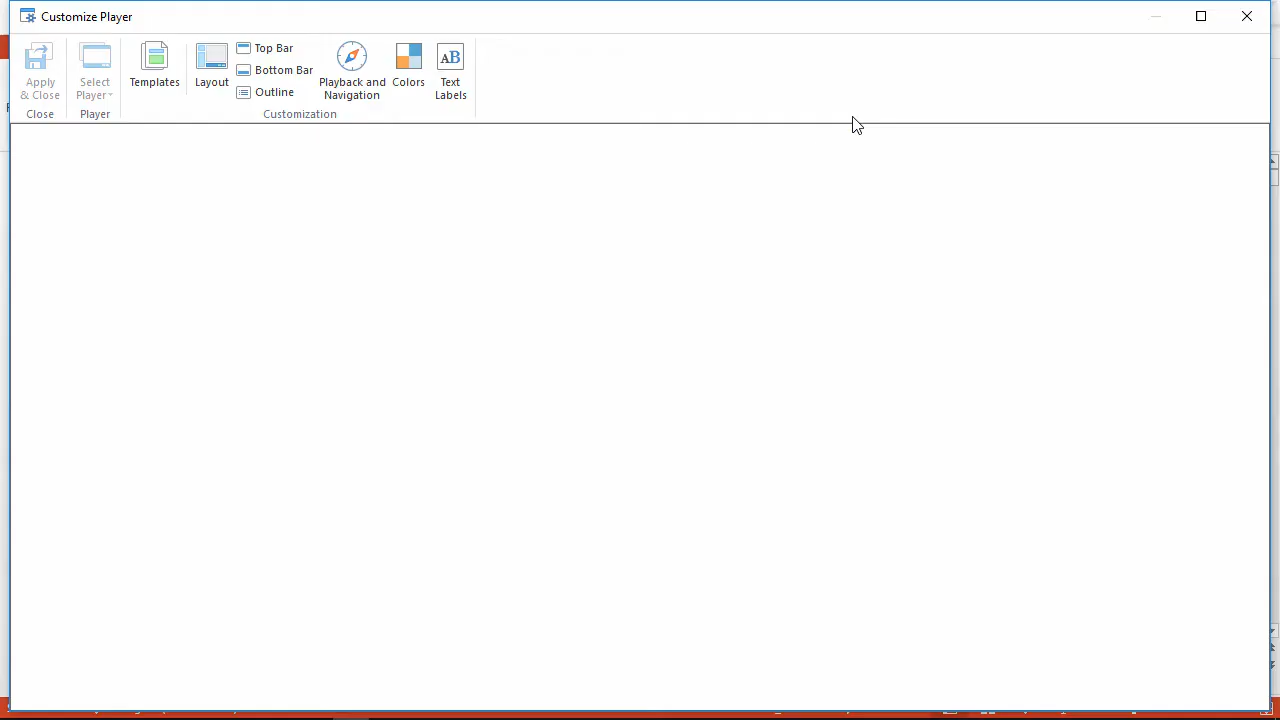 Customize Player
Apply
& Close
Select
Player
Templates
Layout
Top Bar
Bottom Bar
Outline
Playback and
Navigation
Colors
AB
Text
Labels
Close
Player
Customization